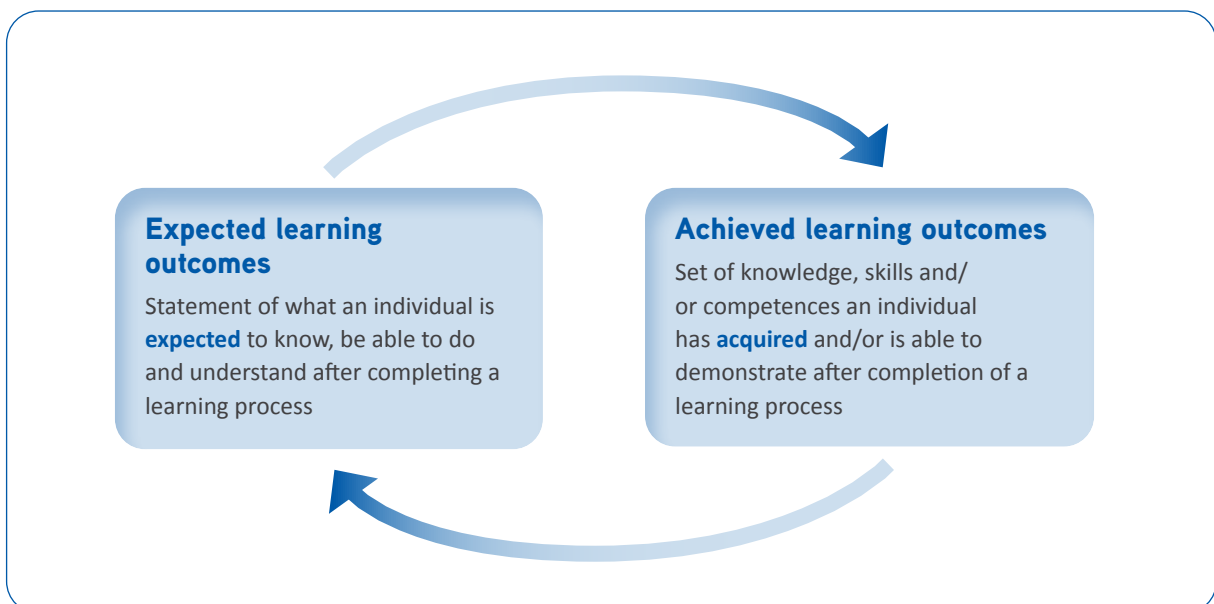 Expected learning
outcomes
Statement of what an individual is
expected to know, be able to do
and understand after completing a
learning process
Achieved learning outcomes
Set of knowledge, skills and/
or competences an individual
has acquired and/or is able to
demonstrate after completion of a
learning process